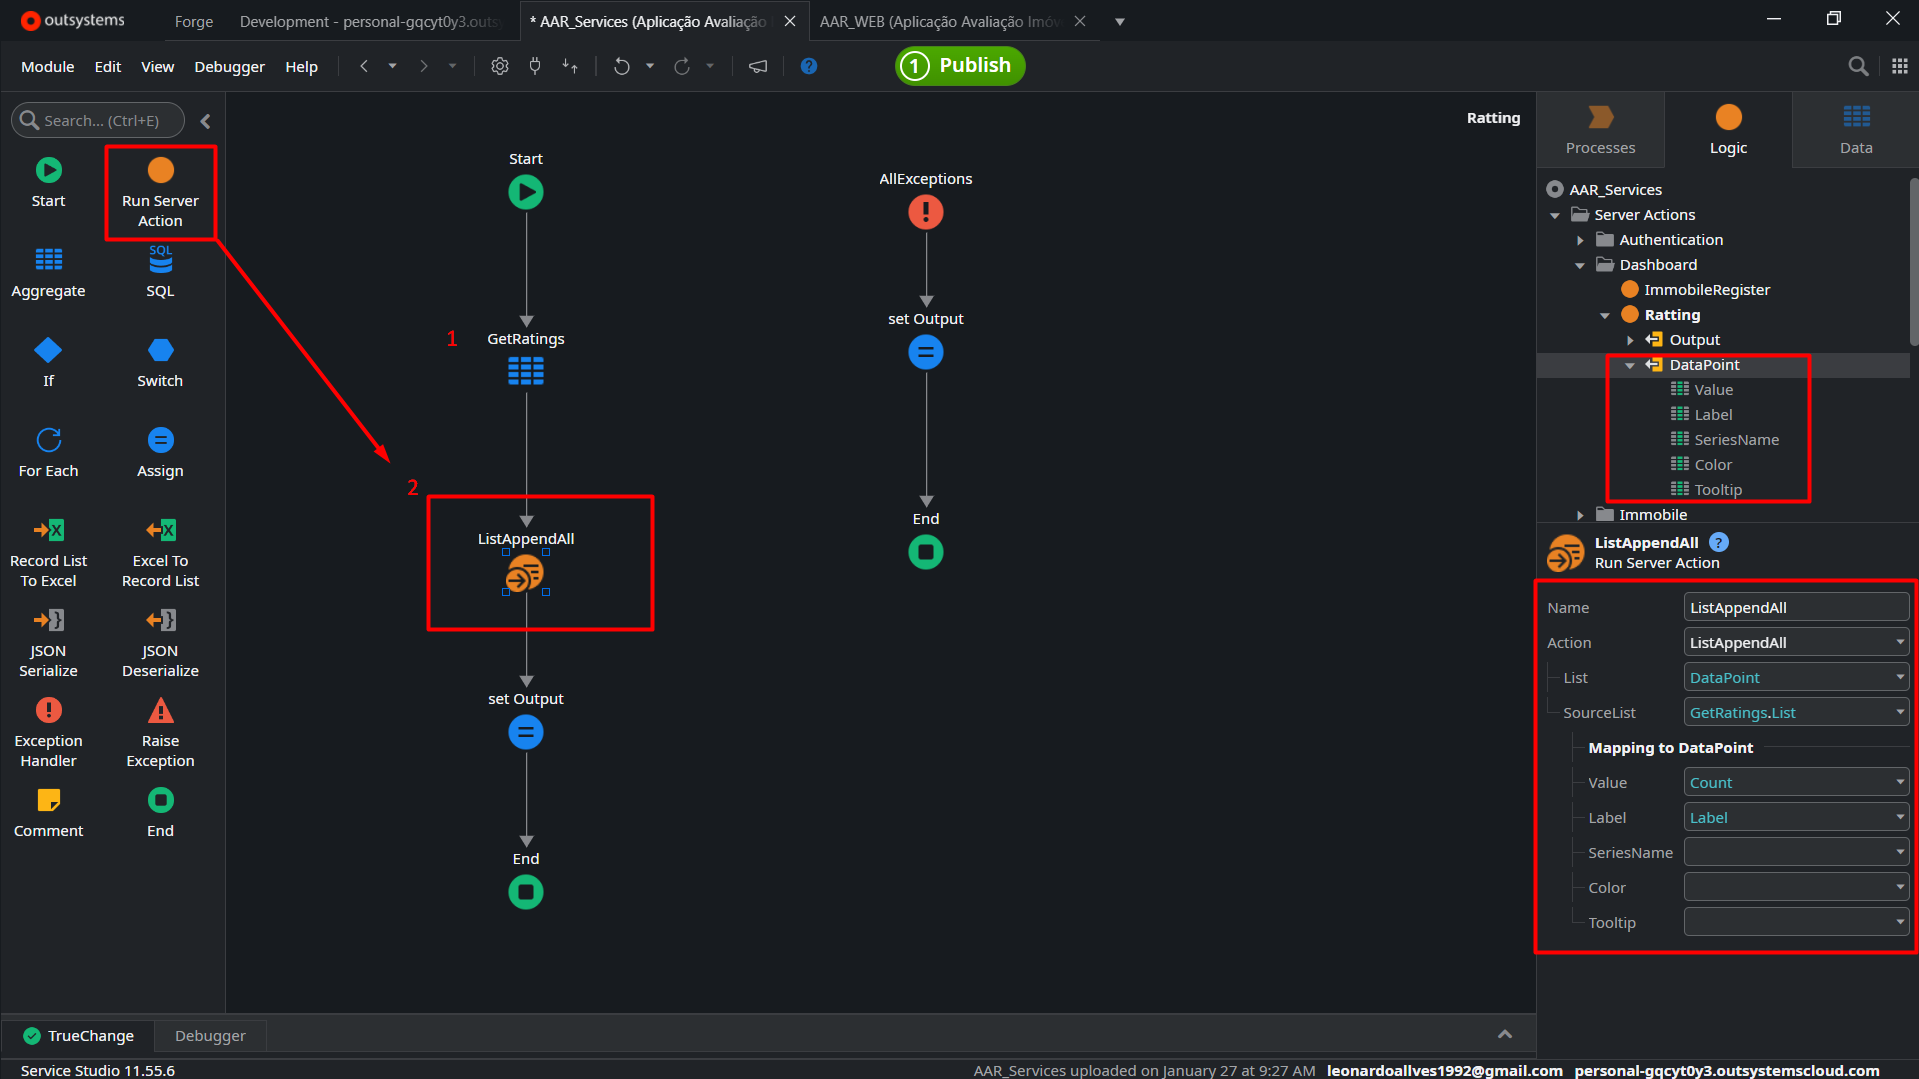 outsystems
Forge
Development - personal-gqcyt0y3.outs
* AAR_Services (Aplicação Avaliação
AAR_WEB (Aplicação Avaliação Imóv
Module Edit View Debugger Help
1 Publish
Search... (Ctrl+E)
Start
Run Server
Action
Aggregate
SQL
SQL
If
Switch
For Each
Assign
Record List
To Excel
Excel To
Record List
JSON
Serialize
JSON
Deserialize
Exception
Handler
Raise
Exception
Comment
End
Ratting
Start
1
GetRatings
2
ListAppendAll
set Output
End
AllExceptions
set Output
End
Processes
Logic
Data
AAR_Services
Server Actions
Authentication
Dashboard
ImmobileRegister
Ratting
Output
DataPoint
Value
Label
SeriesName
Color
Tooltip
Immobile
ListAppendAll ?
Run Server Action
Name ListAppendAll
Action ListAppendAll
List DataPoint
SourceList GetRatings.List
Mapping to DataPoint
Value Count
Label Label
SeriesName
Color
Tooltip
TrueChange
Debugger
Service Studio 11.55.6
AAR_Services uploaded on January 27 at 9:27 AM leonardoallves1992@gmail.com personal-gqcyt0y3.outsystemscloud.com